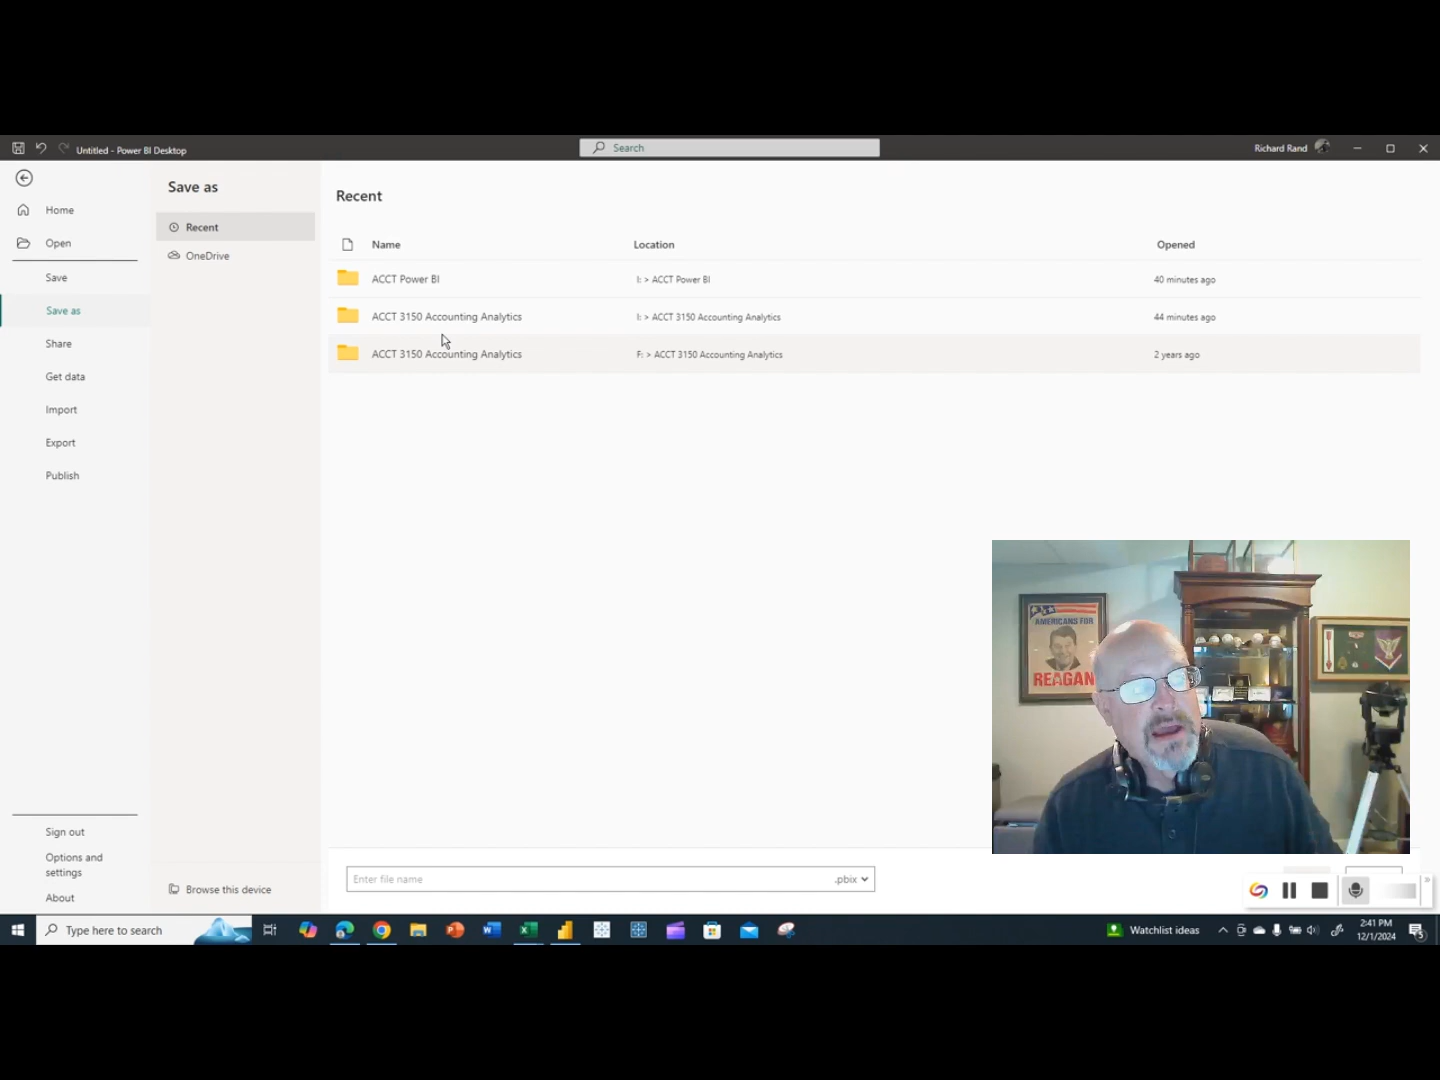 Untitled - Power BI Desktop
Search
Richard Rand
Home
Open
Save
Save as
Share
Get data
Import
Export
Publish
Sign out
Options and
settings
About
Save as
Recent
OneDrive
Browse this device
Recent
Name Location Opened
ACCT Power BI I: > ACCT Power BI 40 minutes ago
ACCT 3150 Accounting Analytics I: > ACCT 3150 Accounting Analytics 44 minutes ago
ACCT 3150 Accounting Analytics F: > ACCT 3150 Accounting Analytics 2 years ago
AMERICANS FOR
REAGAN
Enter file name .pbix
Type here to search
Watchlist ideas
2:41 PM
12/1/2024
5